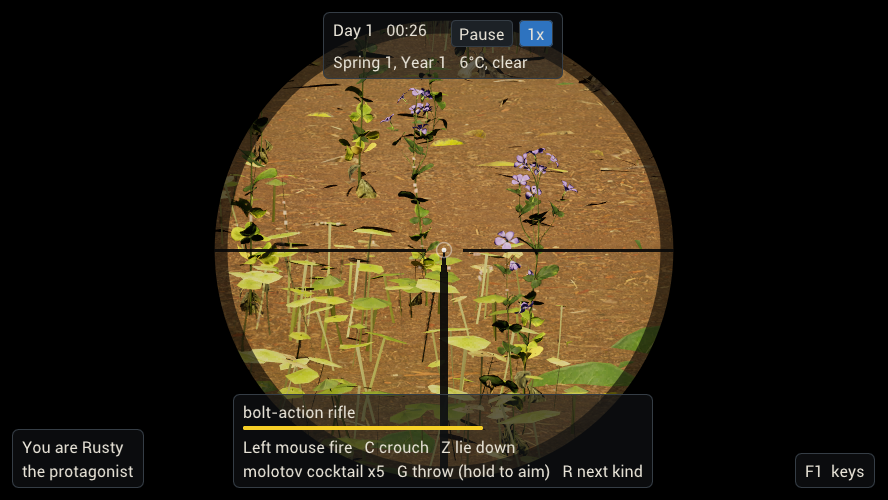 Day 1 00:26 Pause 1x
Spring 1, Year 1 6°C, clear
bolt-action rifle
Left mouse fire C crouch Z lie down
molotov cocktail x5 G throw (hold to aim) R next kind
You are Rusty
the protagonist
F1 keys